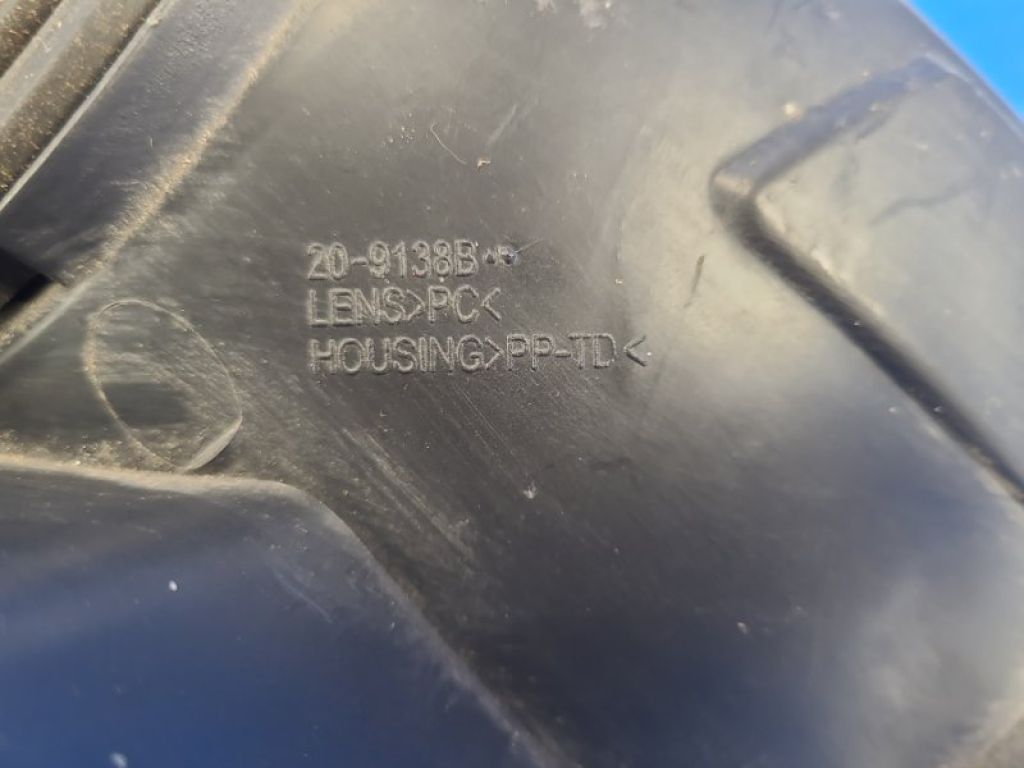 20-9138B
LENS>PC<
HOUSING>PP-TD<